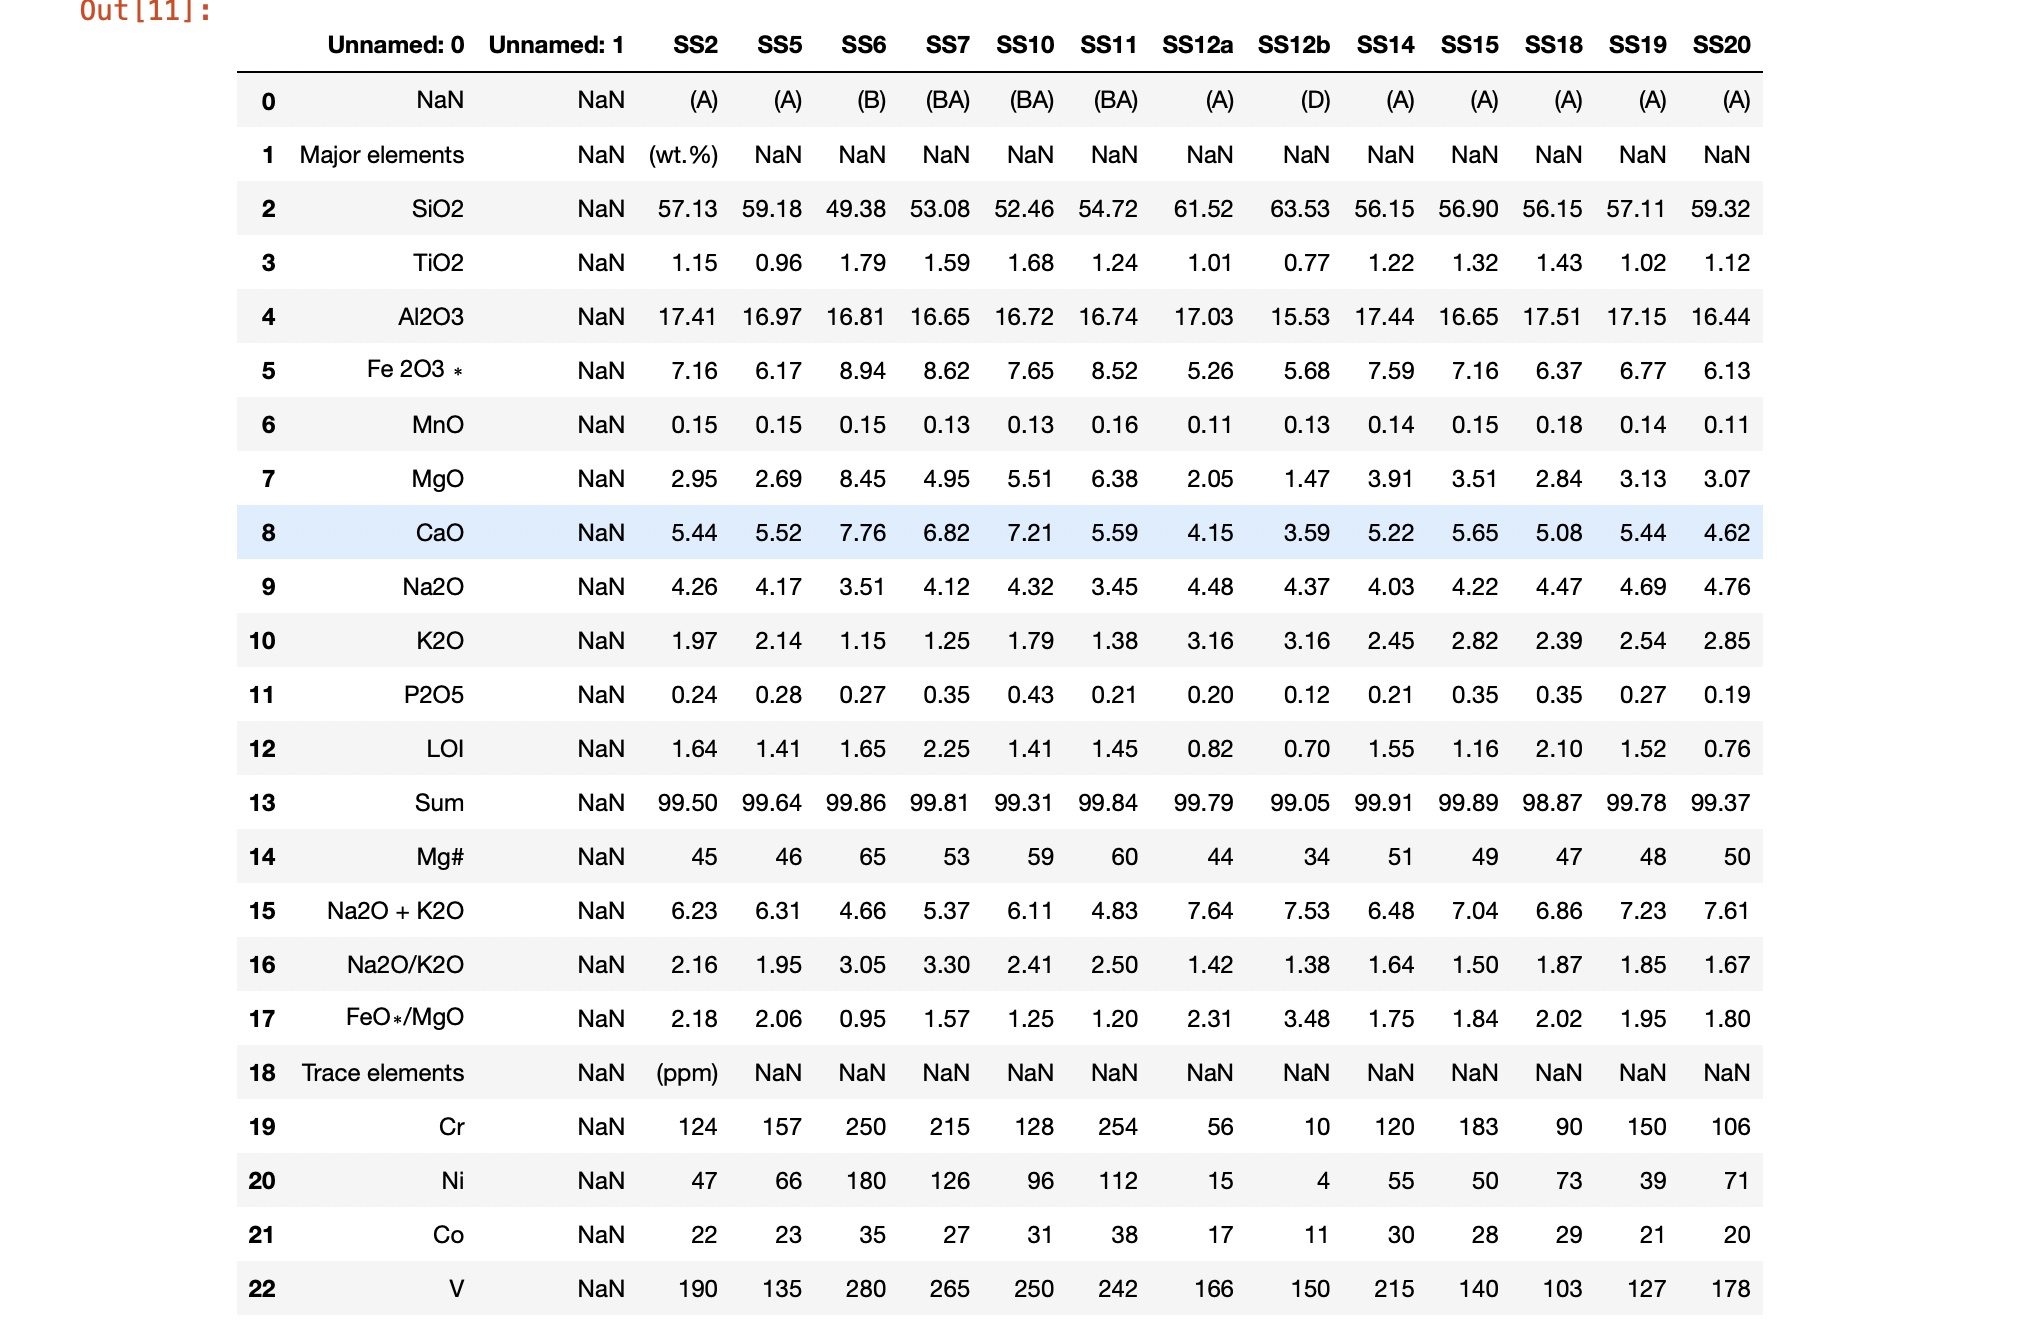 Out[11]:
Unnamed: 0 Unnamed: 1 SS2 SS5 SS6 SS7 SS10 SS11 SS12a SS12b SS14 SS15 SS18 SS19 SS20
0 NaN NaN (A) (A) (B) (BA) (BA) (BA) (A) (D) (A) (A) (A) (A) (A)
1 Major elements NaN (wt.%) NaN NaN NaN NaN NaN NaN NaN NaN NaN NaN NaN NaN
2 SiO2 NaN 57.13 59.18 49.38 53.08 52.46 54.72 61.52 63.53 56.15 56.90 56.15 57.11 59.32
3 TiO2 NaN 1.15 0.96 1.79 1.59 1.68 1.24 1.01 0.77 1.22 1.32 1.43 1.02 1.12
4 Al2O3 NaN 17.41 16.97 16.81 16.65 16.72 16.74 17.03 15.53 17.44 16.65 17.51 17.15 16.44
5 Fe 2O3 * NaN 7.16 6.17 8.94 8.62 7.65 8.52 5.26 5.68 7.59 7.16 6.37 6.77 6.13
6 MnO NaN 0.15 0.15 0.15 0.13 0.13 0.16 0.11 0.13 0.14 0.15 0.18 0.14 0.11
7 MgO NaN 2.95 2.69 8.45 4.95 5.51 6.38 2.05 1.47 3.91 3.51 2.84 3.13 3.07
8 CaO NaN 5.44 5.52 7.76 6.82 7.21 5.59 4.15 3.59 5.22 5.65 5.08 5.44 4.62
9 Na2O NaN 4.26 4.17 3.51 4.12 4.32 3.45 4.48 4.37 4.03 4.22 4.47 4.69 4.76
10 K2O NaN 1.97 2.14 1.15 1.25 1.79 1.38 3.16 3.16 2.45 2.82 2.39 2.54 2.85
11 P2O5 NaN 0.24 0.28 0.27 0.35 0.43 0.21 0.20 0.12 0.21 0.35 0.35 0.27 0.19
12 LOI NaN 1.64 1.41 1.65 2.25 1.41 1.45 0.82 0.70 1.55 1.16 2.10 1.52 0.76
13 Sum NaN 99.50 99.64 99.86 99.81 99.31 99.84 99.79 99.05 99.91 99.89 98.87 99.78 99.37
14 Mg# NaN 45 46 65 53 59 60 44 34 51 49 47 48 50
15 Na2O + K2O NaN 6.23 6.31 4.66 5.37 6.11 4.83 7.64 7.53 6.48 7.04 6.86 7.23 7.61
16 Na2O/K2O NaN 2.16 1.95 3.05 3.30 2.41 2.50 1.42 1.38 1.64 1.50 1.87 1.85 1.67
17 FeO*/MgO NaN 2.18 2.06 0.95 1.57 1.25 1.20 2.31 3.48 1.75 1.84 2.02 1.95 1.80
18 Trace elements NaN (ppm) NaN NaN NaN NaN NaN NaN NaN NaN NaN NaN NaN NaN
19 Cr NaN 124 157 250 215 128 254 56 10 120 183 90 150 106
20 Ni NaN 47 66 180 126 96 112 15 4 55 50 73 39 71
21 Co NaN 22 23 35 27 31 38 17 11 30 28 29 21 20
22 V NaN 190 135 280 265 250 242 166 150 215 140 103 127 178